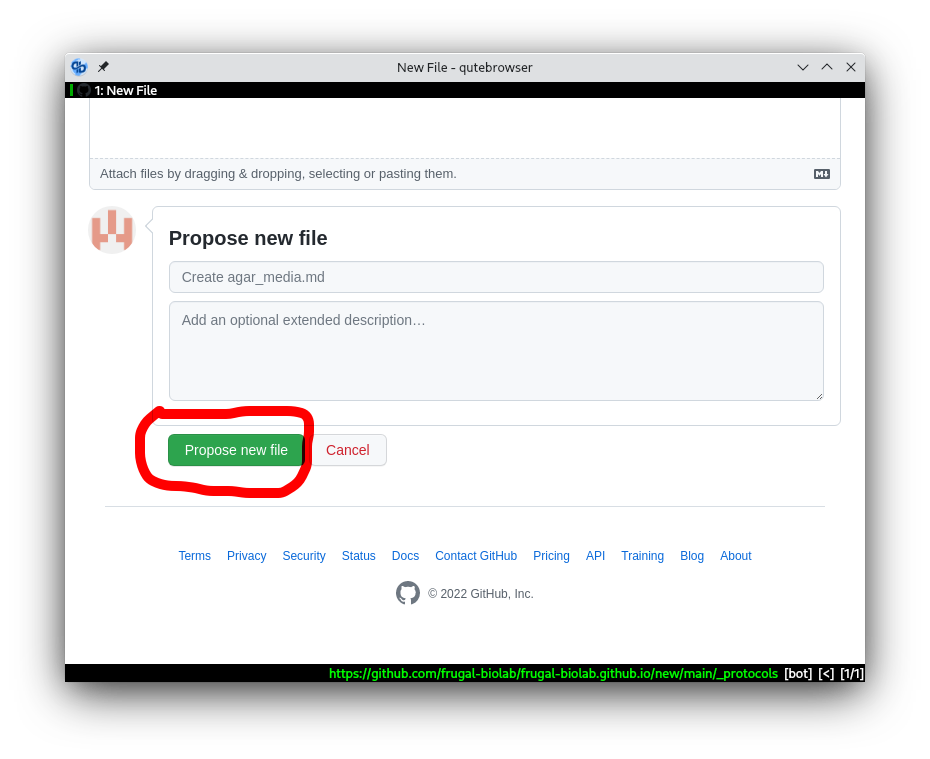 New File - qutebrowser
1: New File
Attach files by dragging & dropping, selecting or pasting them.
Propose new file
Create agar_media.md
Add an optional extended description…
Propose new file Cancel
Terms Privacy Security Status Docs Contact GitHub Pricing API Training Blog About
© 2022 GitHub, Inc.
https://github.com/frugal-biolab/frugal-biolab.github.io/new/main/_protocols [bot] [<] [1/1]